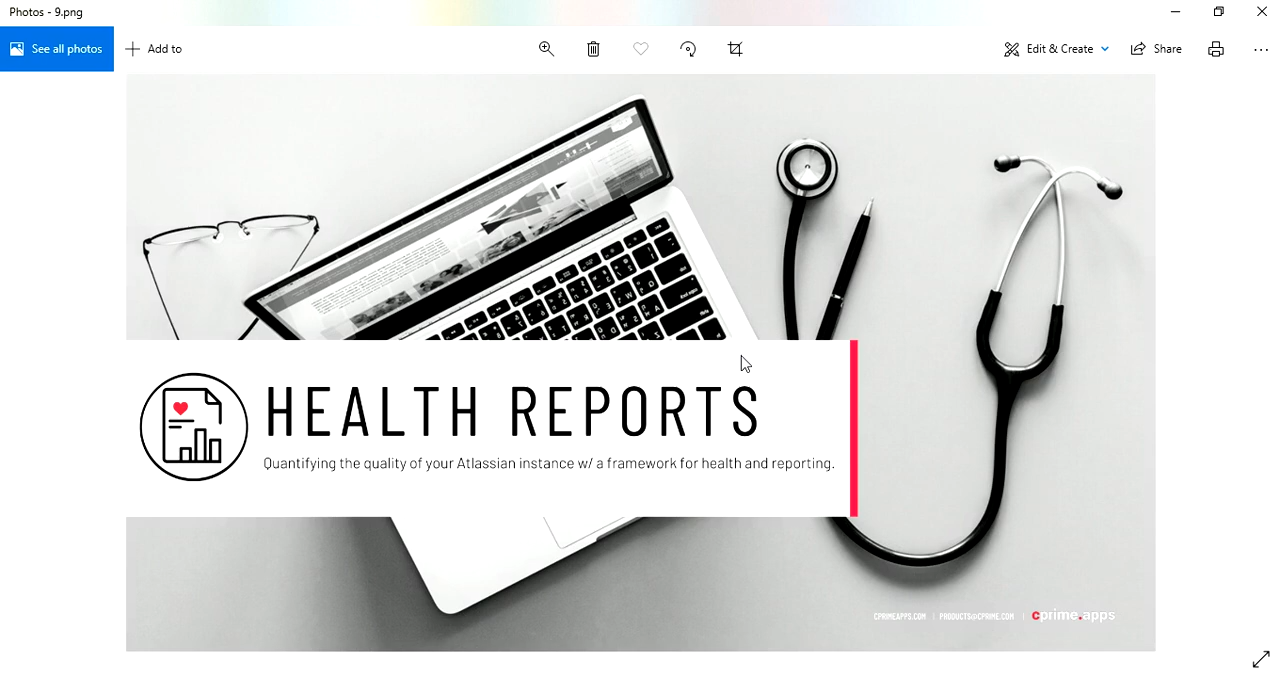 Photos - 9.png
See all photos
Add to
Edit & Create
Share
HEALTH REPORTS
Quantifying the quality of your Atlassian instance w/ a framework for health and reporting.
CPRIMEAPPS.COM | PRODUCTS@CPRIME.COM | cprime.apps